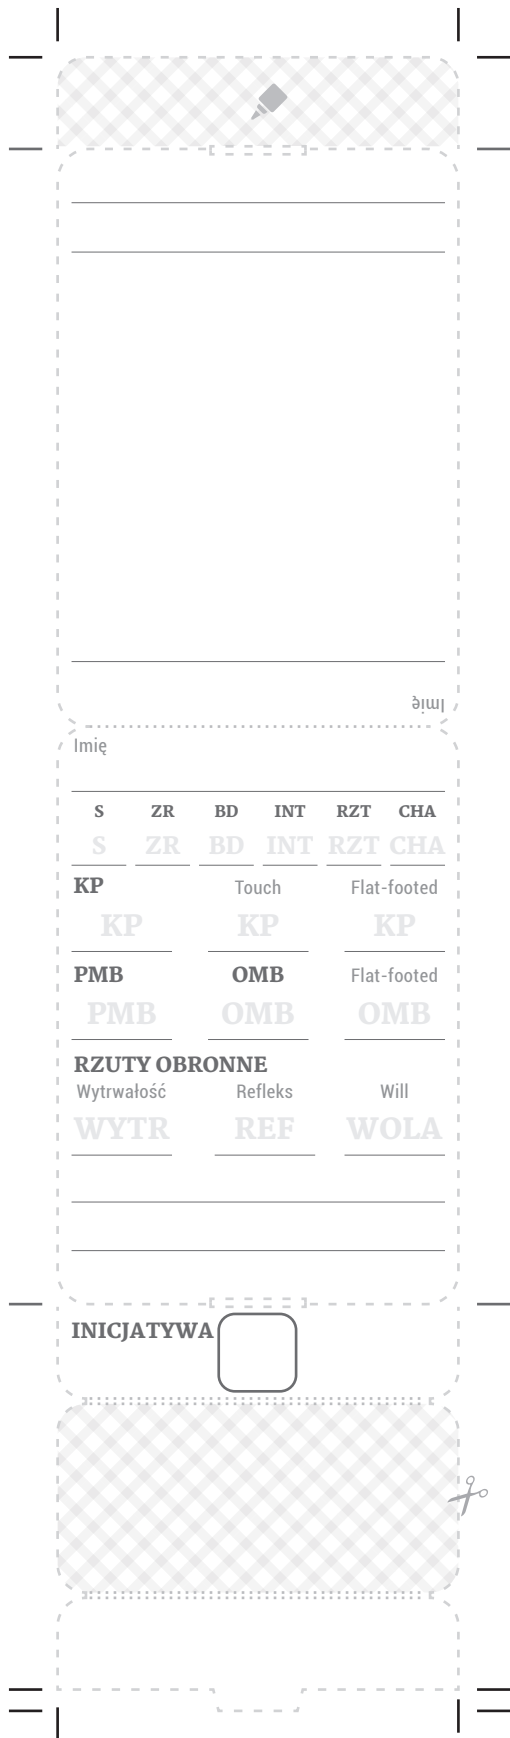 Imię
Imię
S ZR BD INT RZT CHA
S ZR BD INT RZT CHA
KP Touch Flat-footed
KP KP KP
PMB OMB Flat-footed
PMB OMB OMB
RZUTY OBRONNE
Wytrwałość Refleks Will
WYTR REF WOLA
INICJATYWA